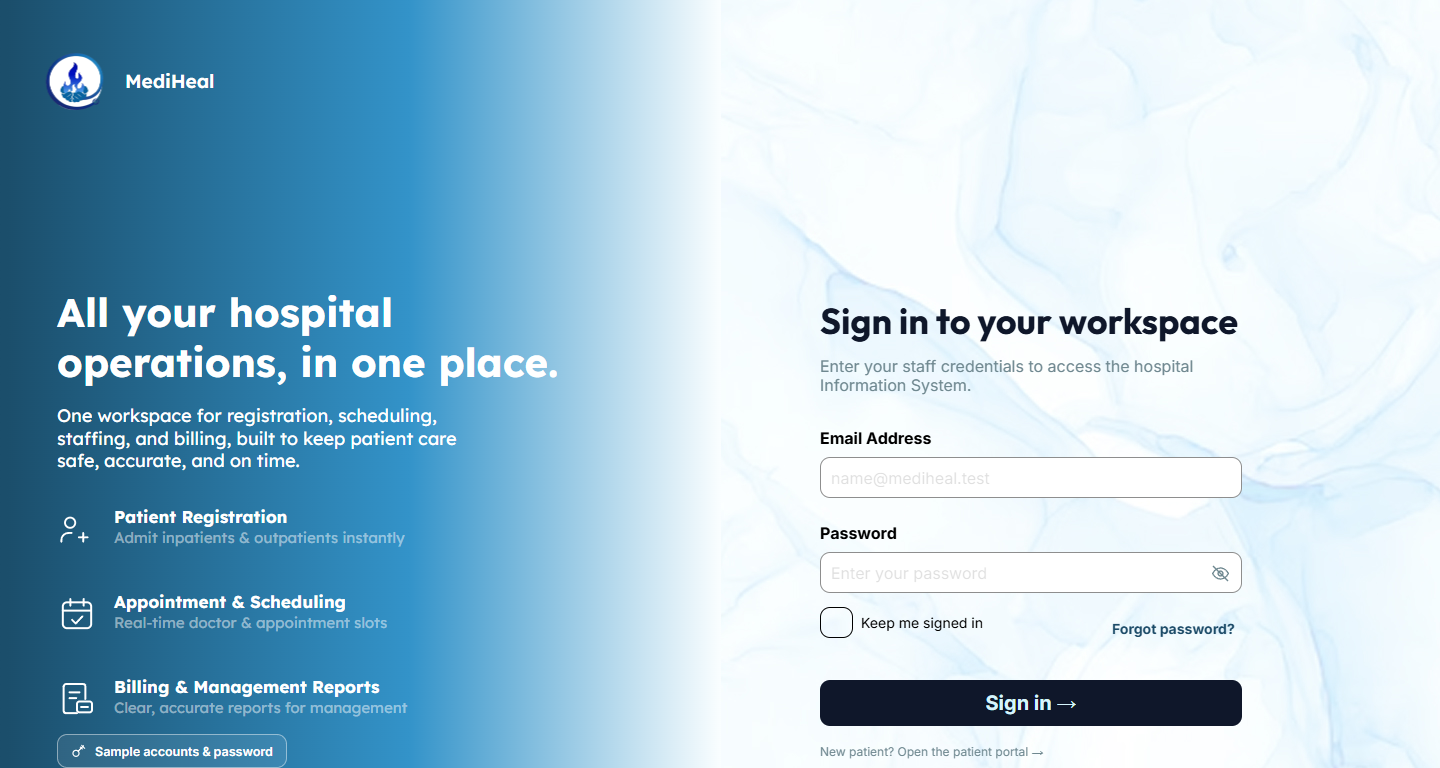 MediHeal
All your hospital
operations, in one place.
One workspace for registration, scheduling,
staffing, and billing, built to keep patient care
safe, accurate, and on time.
Patient Registration
Admit inpatients & outpatients instantly
Appointment & Scheduling
Real-time doctor & appointment slots
Billing & Management Reports
Clear, accurate reports for management
Sample accounts & password
Sign in to your workspace
Enter your staff credentials to access the hospital
Information System.
Email Address
name@mediheal.test
Password
Enter your password
Keep me signed in
Forgot password?
Sign in →
New patient? Open the patient portal →